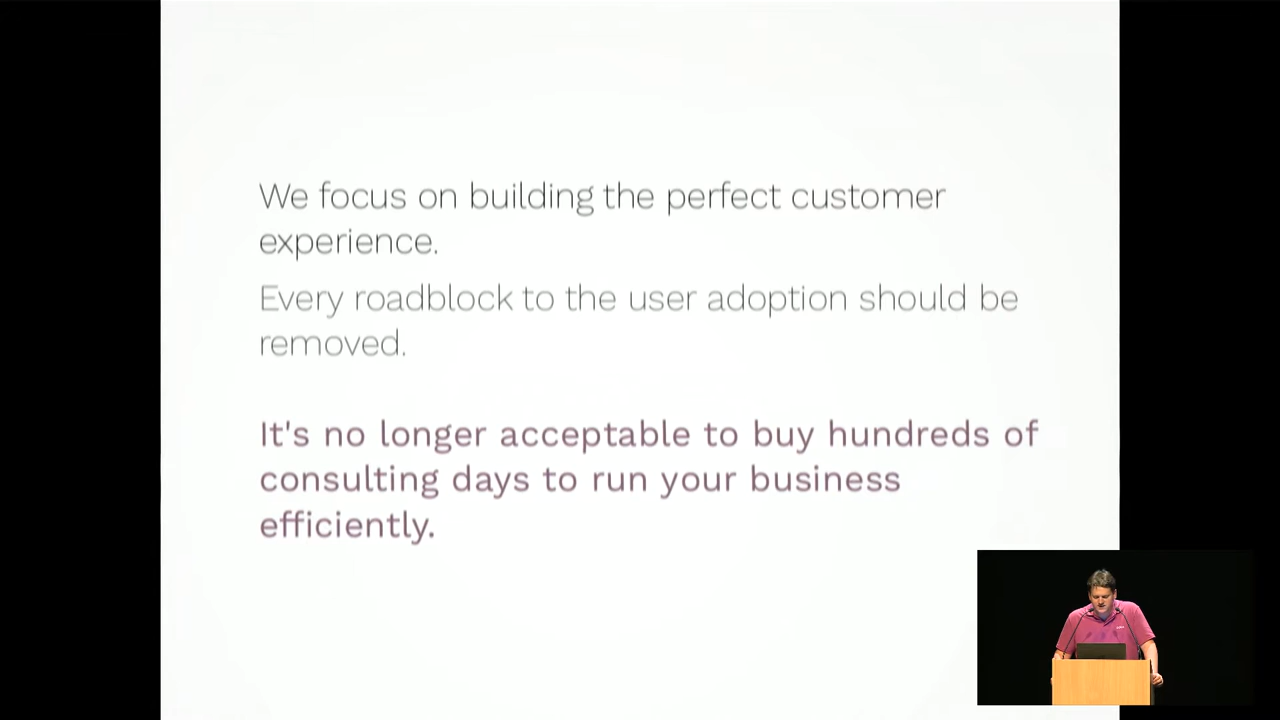 We focus on building the perfect customer
experience.
Every roadblock to the user adoption should be
removed.
It's no longer acceptable to buy hundreds of
consulting days to run your business
efficiently.